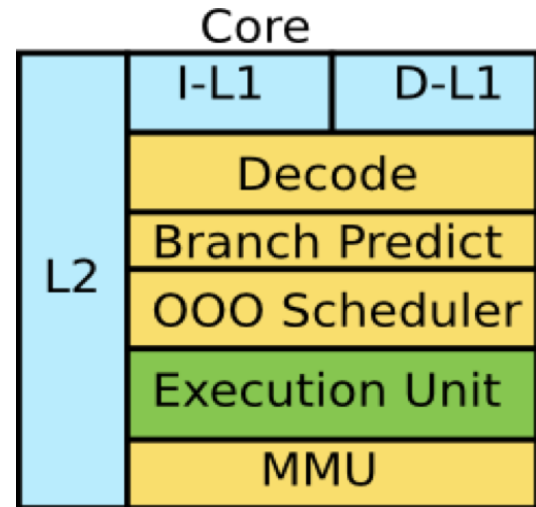 Core
I-L1 D-L1
Decode
Branch Predict
L2
OOO Scheduler
Execution Unit
MMU